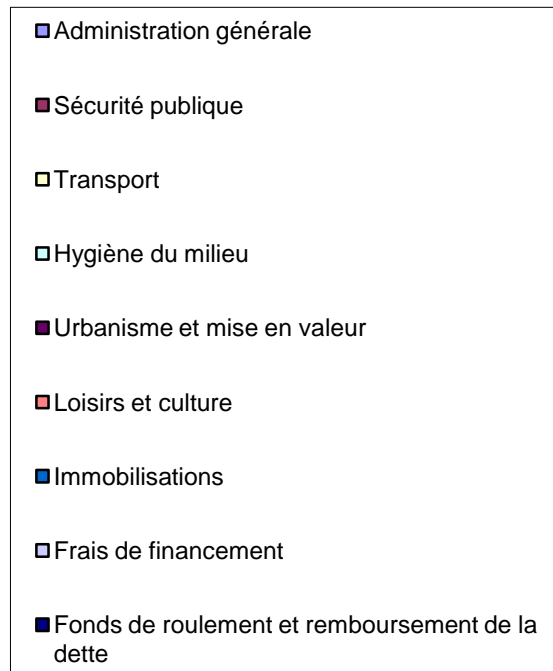 Administration générale
Sécurité publique
Transport
Hygiène du milieu
Urbanisme et mise en valeur
Loisirs et culture
Immobilisations
Frais de financement
Fonds de roulement et remboursement de la
dette